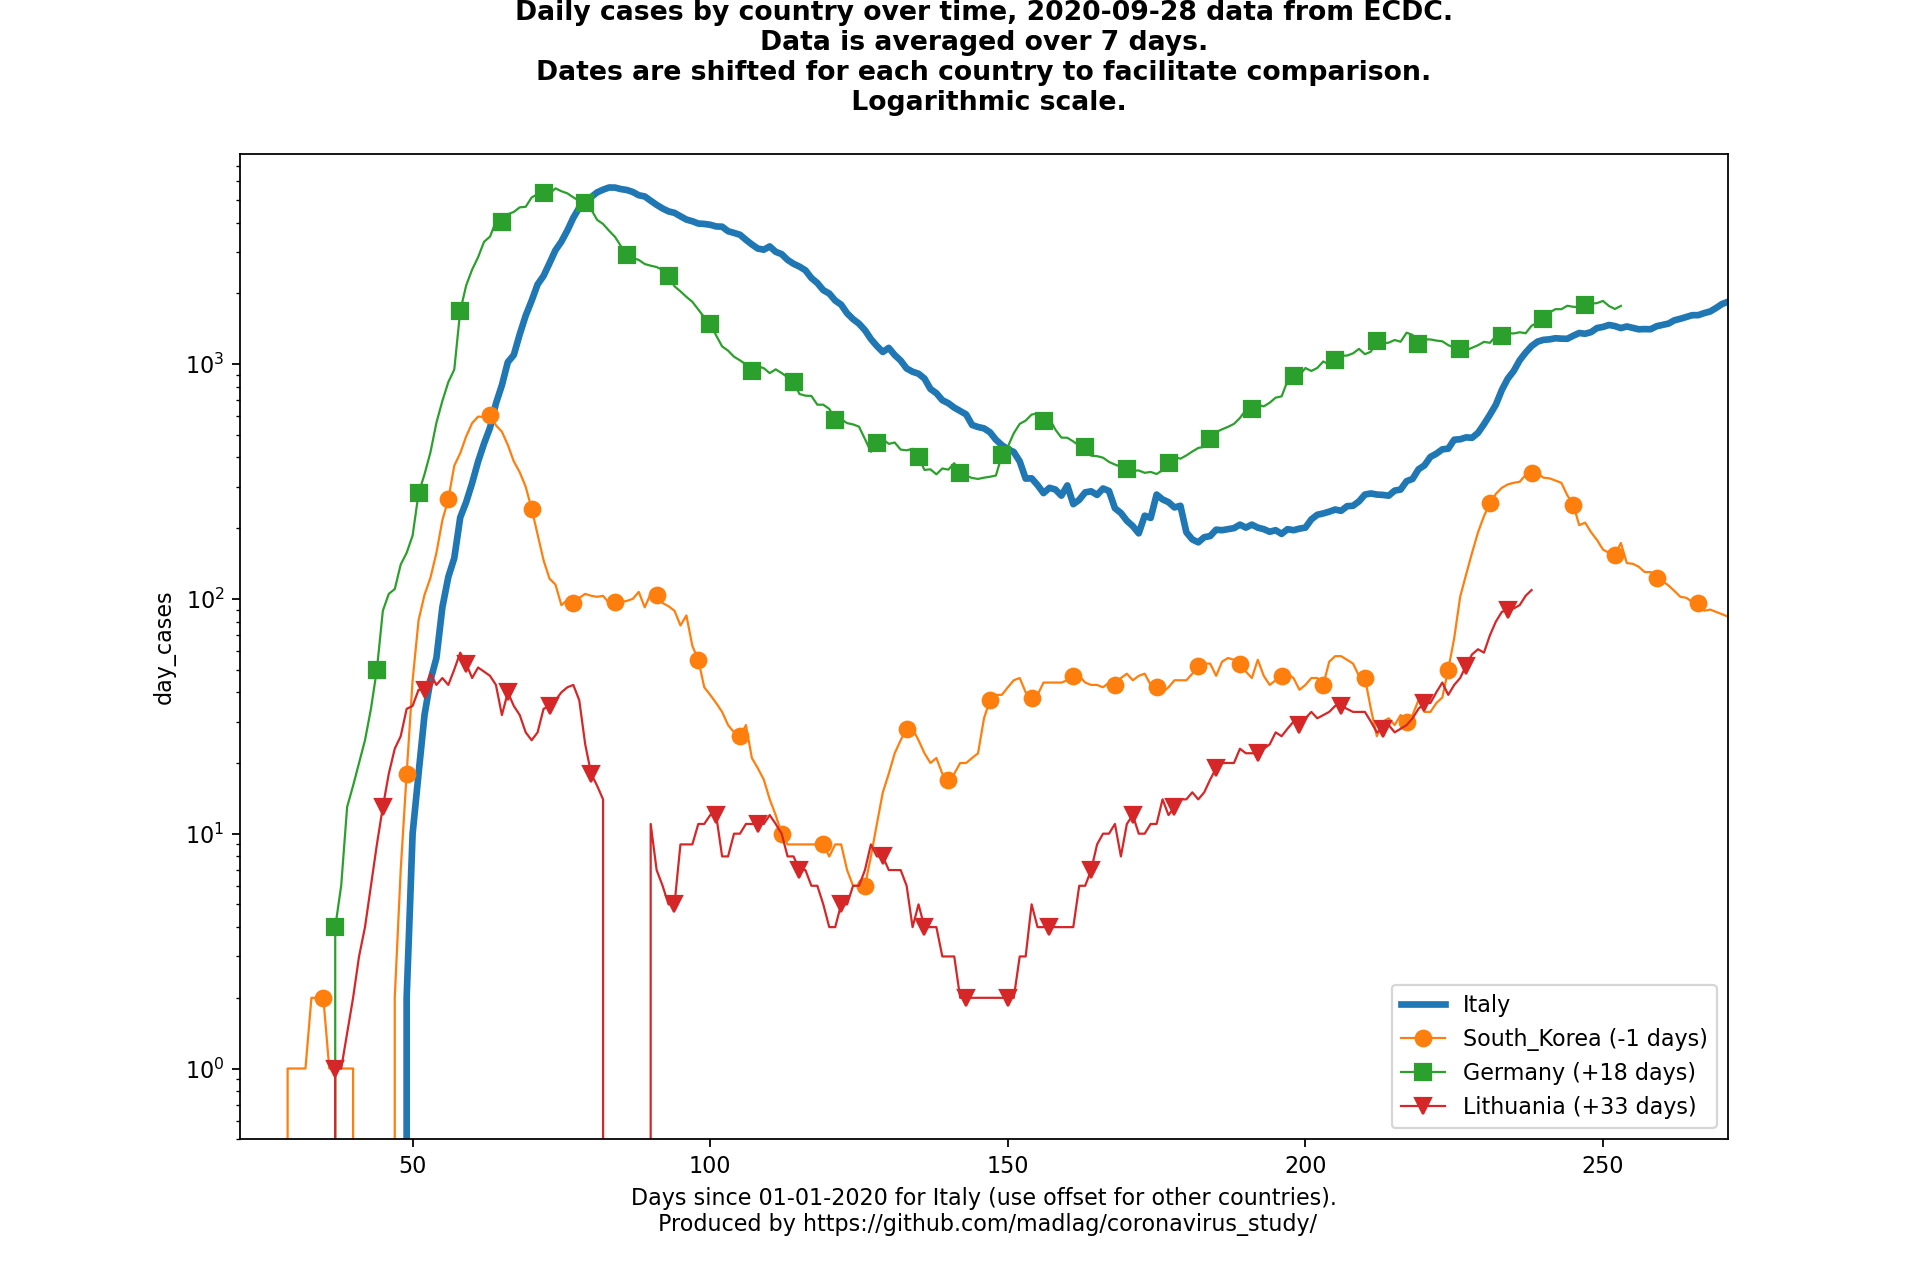 Daily cases by country over time, 2020-09-28 data from ECDC.
Data is averaged over 7 days.
Dates are shifted for each country to facilitate comparison.
Logarithmic scale.
10³
10²
10¹
10⁰
day_cases
50 100 150 200 250
Days since 01-01-2020 for Italy (use offset for other countries).
Produced by https://github.com/madlag/coronavirus_study/
Italy
South_Korea (-1 days)
Germany (+18 days)
Lithuania (+33 days)